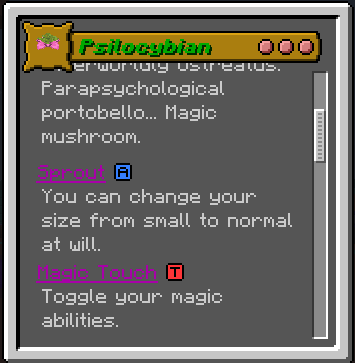 Psilocybian
Parapsychological
portobello... Magic
mushroom.
Sprout A
You can change your
size from small to normal
at will.
Magic Touch T
Toggle your magic
abilities.